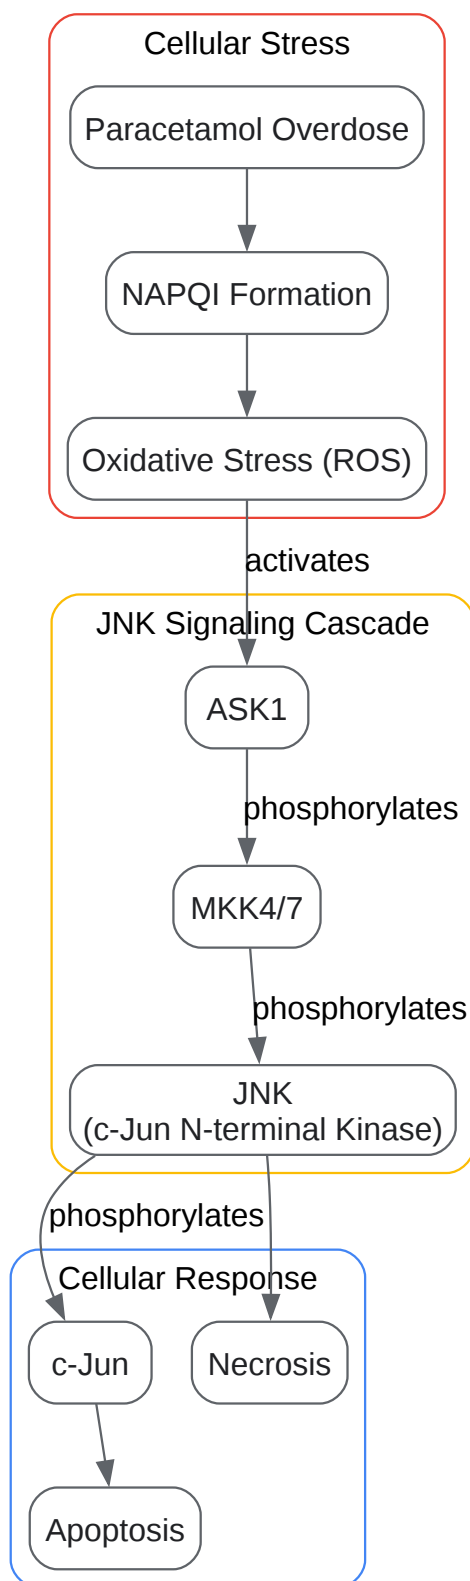 Cellular Stress
Paracetamol Overdose
NAPQI Formation
Oxidative Stress (ROS)
activates
JNK Signaling Cascade
ASK1
phosphorylates
MKK4/7
phosphorylates
JNK
(c-Jun N-terminal Kinase)
phosphorylates
Cellular Response
c-Jun
Necrosis
Apoptosis